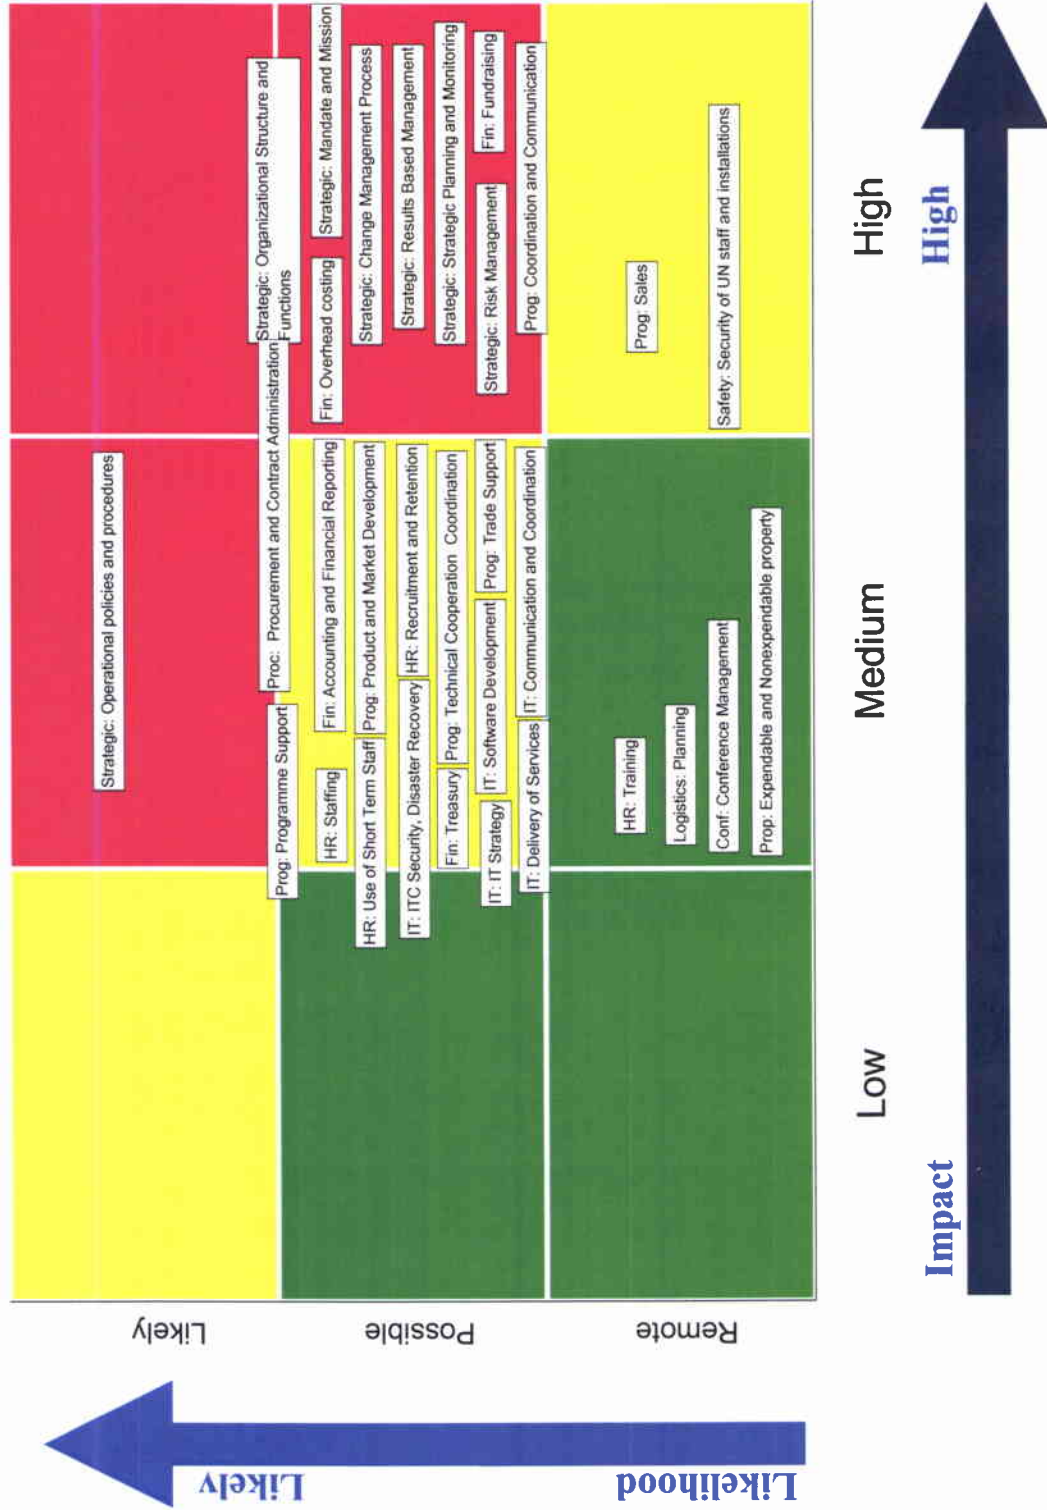 Likely
Likelihood
Likely
Possible
Remote
Strategic: Operational policies and procedures
Strategic: Organizational Structure and
Functions
Proc:  Procurement and Contract Administration
Prog: Programme Support
HR: Staffing
Fin: Accounting and Financial Reporting
Fin: Overhead costing
Strategic: Mandate and Mission
HR: Use of Short Term Staff
Prog: Product and Market Development
Strategic: Change Management Process
IT: ITC Security, Disaster Recovery
HR: Recruitment and Retention
Strategic: Results Based Management
Fin: Treasury
Prog: Technical Cooperation  Coordination
Strategic: Strategic Planning and Monitoring
IT: IT Strategy
IT: Software Development
Prog: Trade Support
Strategic: Risk Management
Fin: Fundraising
IT: Delivery of Services
IT: Communication and Coordination
Prog: Coordination and Communication
HR: Training
Prog: Sales
Logistics: Planning
Conf: Conference Management
Safety: Security of UN staff and installations
Prop: Expendable and Nonexpendable property
Low
Medium
High
Impact
High